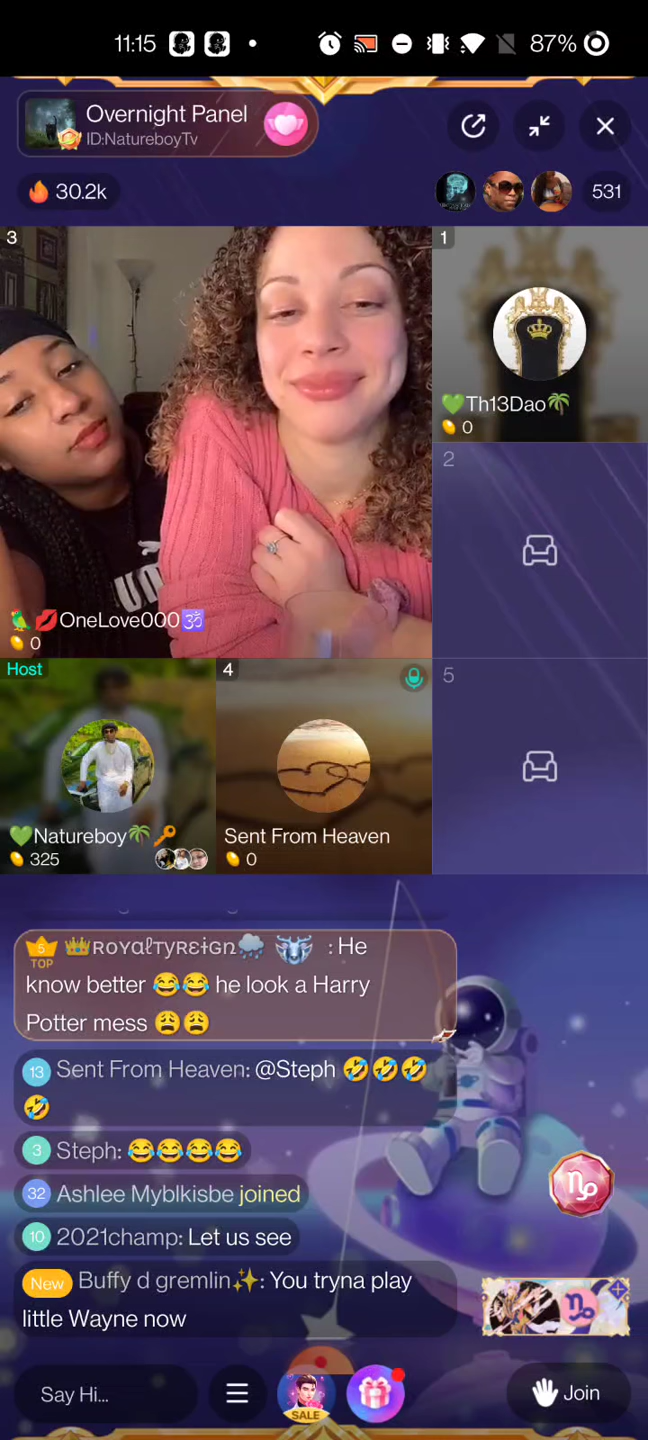 11:15
87%
Overnight Panel
ID:NatureboyTv
30.2k
531
3
1
💚Th13Dao🌴
0
2
🦜💋OneLove000🕉
0
Host
4
5
💚Natureboy🌴🔑
325
Sent From Heaven
0
5
TOP
👑ʀᴏʏαℓтуʀɛɨɢռ🌧 : He
know better 😂😂 he look a Harry
Potter mess 😩😩
13 Sent From Heaven: @Steph 🤣🤣🤣
🤣
3 Steph: 😂😂😂😂
32 Ashlee Myblkisbe joined
10 2021champ: Let us see
New Buffy d gremlin✨: You tryna play
little Wayne now
Say Hi...
SALE
Join